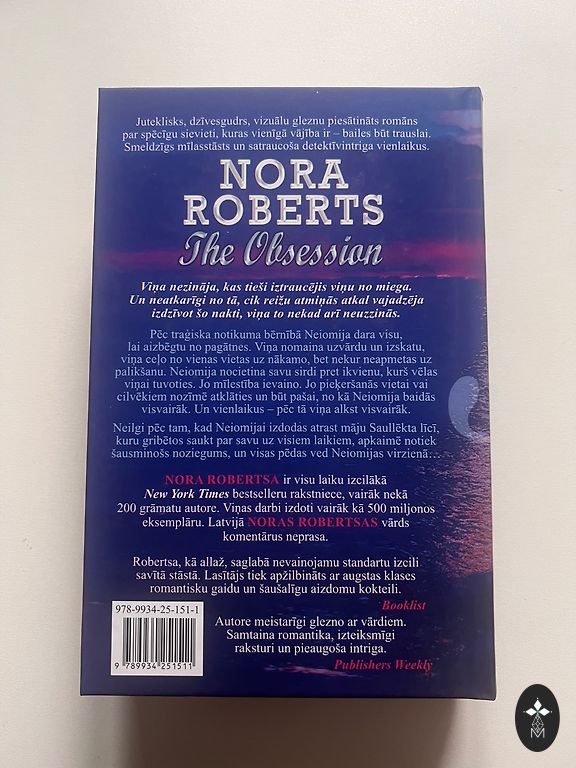 Juteklisks, dzīvesgudrs, vizuālu gleznu piesātināts romāns
par spēcīgu sievieti, kuras vienīgā vājība ir – bailes būt trauslai.
Smeldzīgs mīlasstāsts un satraucoša detektīvintriga vienlaikus.
NORA
ROBERTS
The Obsession
Viņa nezināja, kas tieši iztraucējis viņu no miega.
Un neatkarīgi no tā, cik reižu atmiņās atkal vajadzēja
izdzīvot šo nakti, viņa to nekad arī neuzzinās.
Pēc traģiska notikuma bērnībā Neiomija dara visu,
lai aizbēgtu no pagātnes. Viņa nomaina uzvārdu un izskatu,
viņa ceļo no vienas vietas uz nākamo, bet nekur neapmetas uz
palikšanu. Neiomija nocietina savu sirdi pret ikvienu, kurš vēlas
viņai tuvoties. Jo mīlestība ievaino. Jo pieķeršanās vietai vai
cilvēkiem nozīmē atklāties un būt pašai, no kā Neiomija baidās
visvairāk. Un vienlaikus – pēc tā viņa alkst visvairāk.
Neilgi pēc tam, kad Neiomijai izdodas atrast māju Saullēkta līcī,
kuru gribētos saukt par savu uz visiem laikiem, apkaimē notiek
šausminošs noziegums, un visas pēdas ved Neiomijas virzienā…
NORA ROBERTSA ir visu laiku izcilākā
New York Times bestselleru rakstniece, vairāk nekā
200 grāmatu autore. Viņas darbi izdoti vairāk kā 500 miljonos
eksemplāru. Latvijā NORAS ROBERTSAS vārds
komentārus neprasa.
Robertsa, kā allaž, saglabā nevainojamu standartu izcili
savītā stāstā. Lasītājs tiek apžilbināts ar augstas klases
romantisku gaidu un šaušalīgu aizdomu kokteili.
Booklist
978-9934-25-151-1
Autore meistarīgi glezno ar vārdiem.
Samtaina romantika, izteiksmīgi
raksturi un pieaugoša intriga.
Publishers Weekly
9 789934 251511
M